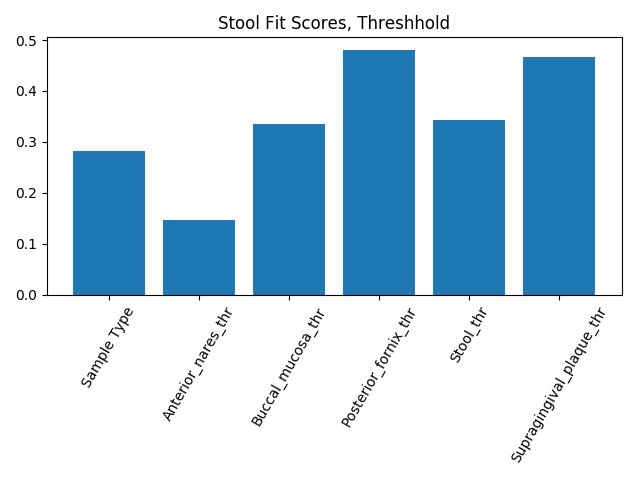 Stool Fit Scores, Threshhold
0.5
0.4
0.3
0.2
0.1
0.0
Sample Type
Anterior_nares_thr
Buccal_mucosa_thr
Posterior_fornix_thr
Stool_thr
Supragingival_plaque_thr